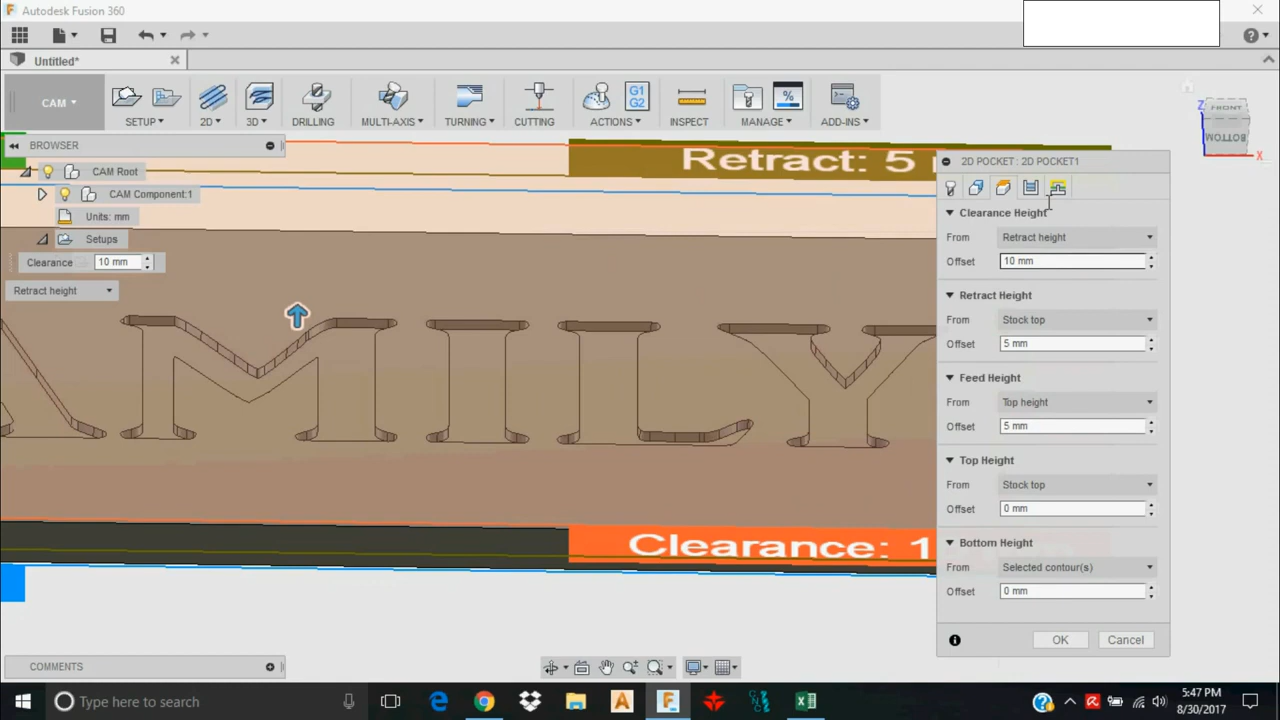 Autodesk Fusion 360
Untitled*
CAM
SETUP
2D
3D
DRILLING
MULTI-AXIS
TURNING
CUTTING
G1
G2
ACTIONS
INSPECT
%
MANAGE
ADD-INS
BROWSER
CAM Root
CAM Component:1
Units: mm
Setups
Clearance 10 mm
Retract height
Retract: 5
AMILY
Clearance: 1
FRONT
BOTTOM
Z
X
2D POCKET : 2D POCKET1
Clearance Height
From Retract height
Offset 10 mm
Retract Height
From Stock top
Offset 5 mm
Feed Height
From Top height
Offset 5 mm
Top Height
From Stock top
Offset 0 mm
Bottom Height
From Selected contour(s)
Offset 0 mm
OK Cancel
COMMENTS
Type here to search
5:47 PM
8/30/2017